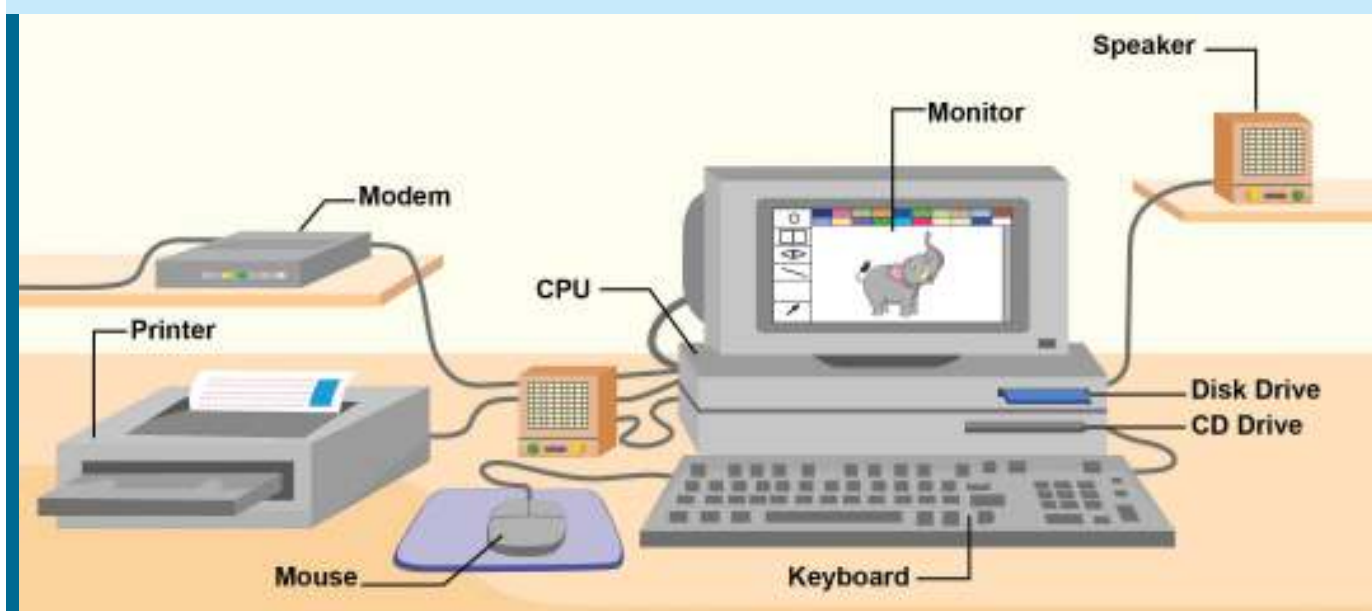 Speaker
Monitor
Modem
CPU
Printer
Disk Drive
CD Drive
Mouse
Keyboard